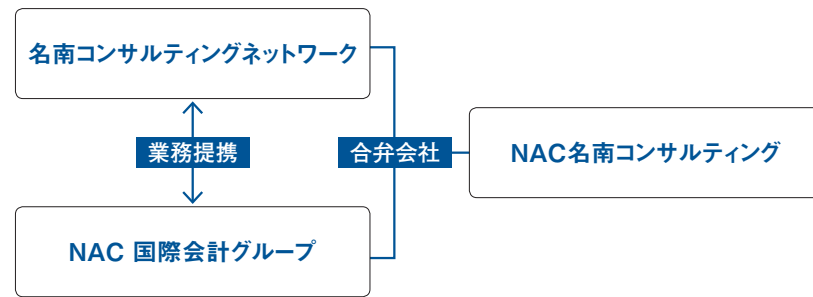 名南コンサルティングネットワーク
業務提携
合弁会社
NAC名南コンサルティング
NAC 国際会計グループ